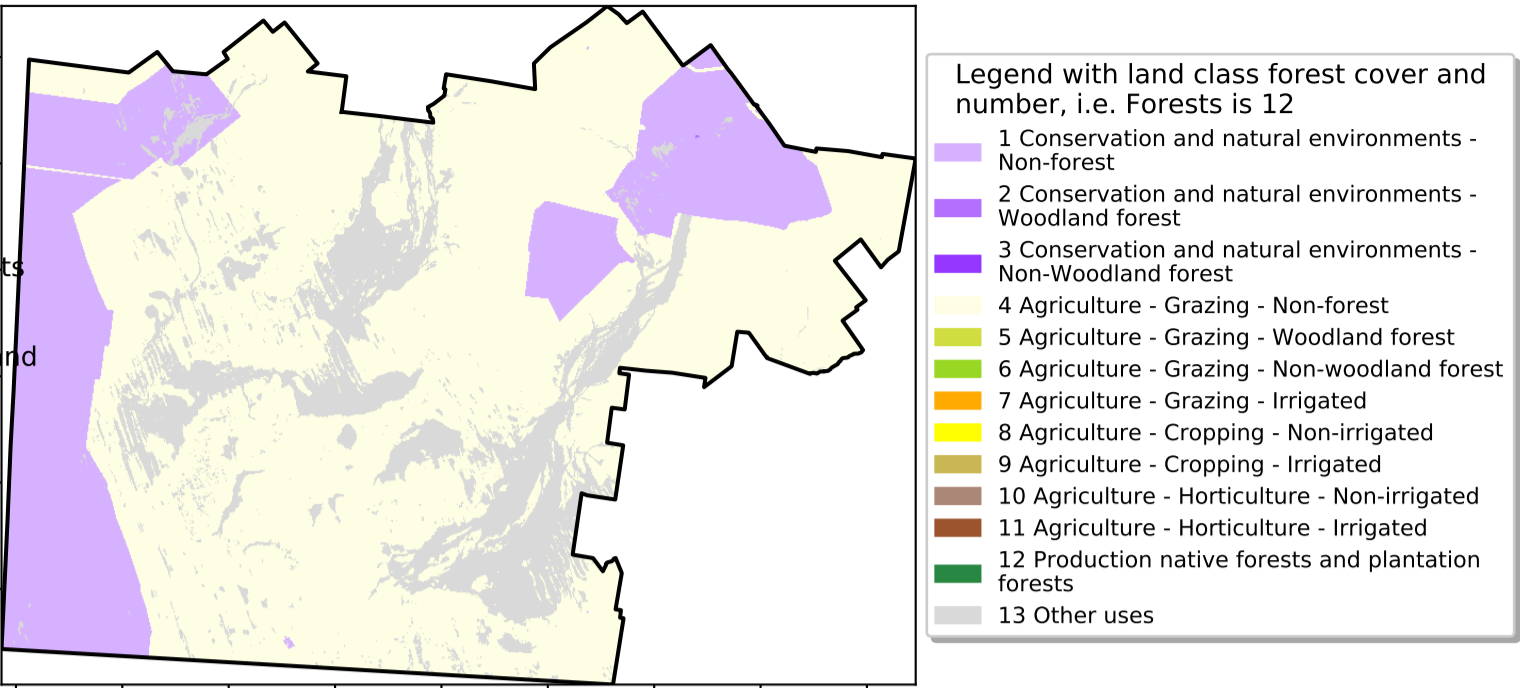 ts
nd
Legend with land class forest cover and
number, i.e. Forests is 12
1 Conservation and natural environments -
Non-forest
2 Conservation and natural environments -
Woodland forest
3 Conservation and natural environments -
Non-Woodland forest
4 Agriculture - Grazing - Non-forest
5 Agriculture - Grazing - Woodland forest
6 Agriculture - Grazing - Non-woodland forest
7 Agriculture - Grazing - Irrigated
8 Agriculture - Cropping - Non-irrigated
9 Agriculture - Cropping - Irrigated
10 Agriculture - Horticulture - Non-irrigated
11 Agriculture - Horticulture - Irrigated
12 Production native forests and plantation
forests
13 Other uses